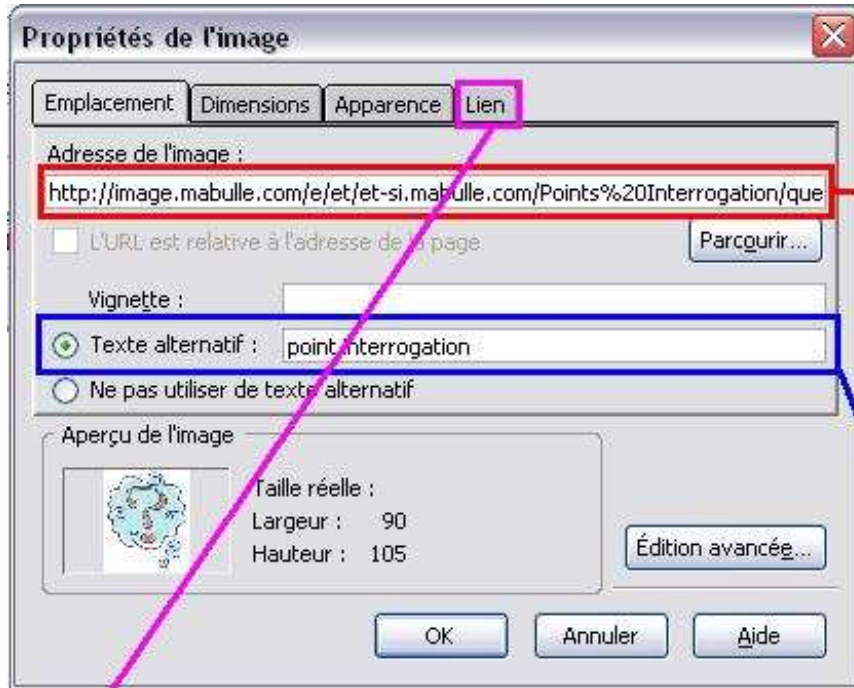 Propriétés de l'image
Emplacement Dimensions Apparence Lien
Adresse de l'image :
http://image.mabulle.com/e/et/et-si.mabulle.com/Points%20Interrogation/que
L'URL est relative à l'adresse de la page
Parcourir...
Vignette :
Texte alternatif : point interrogation
Ne pas utiliser de texte alternatif
Aperçu de l'image
Taille réelle :
Largeur : 90
Hauteur : 105
Édition avancée...
OK Annuler Aide